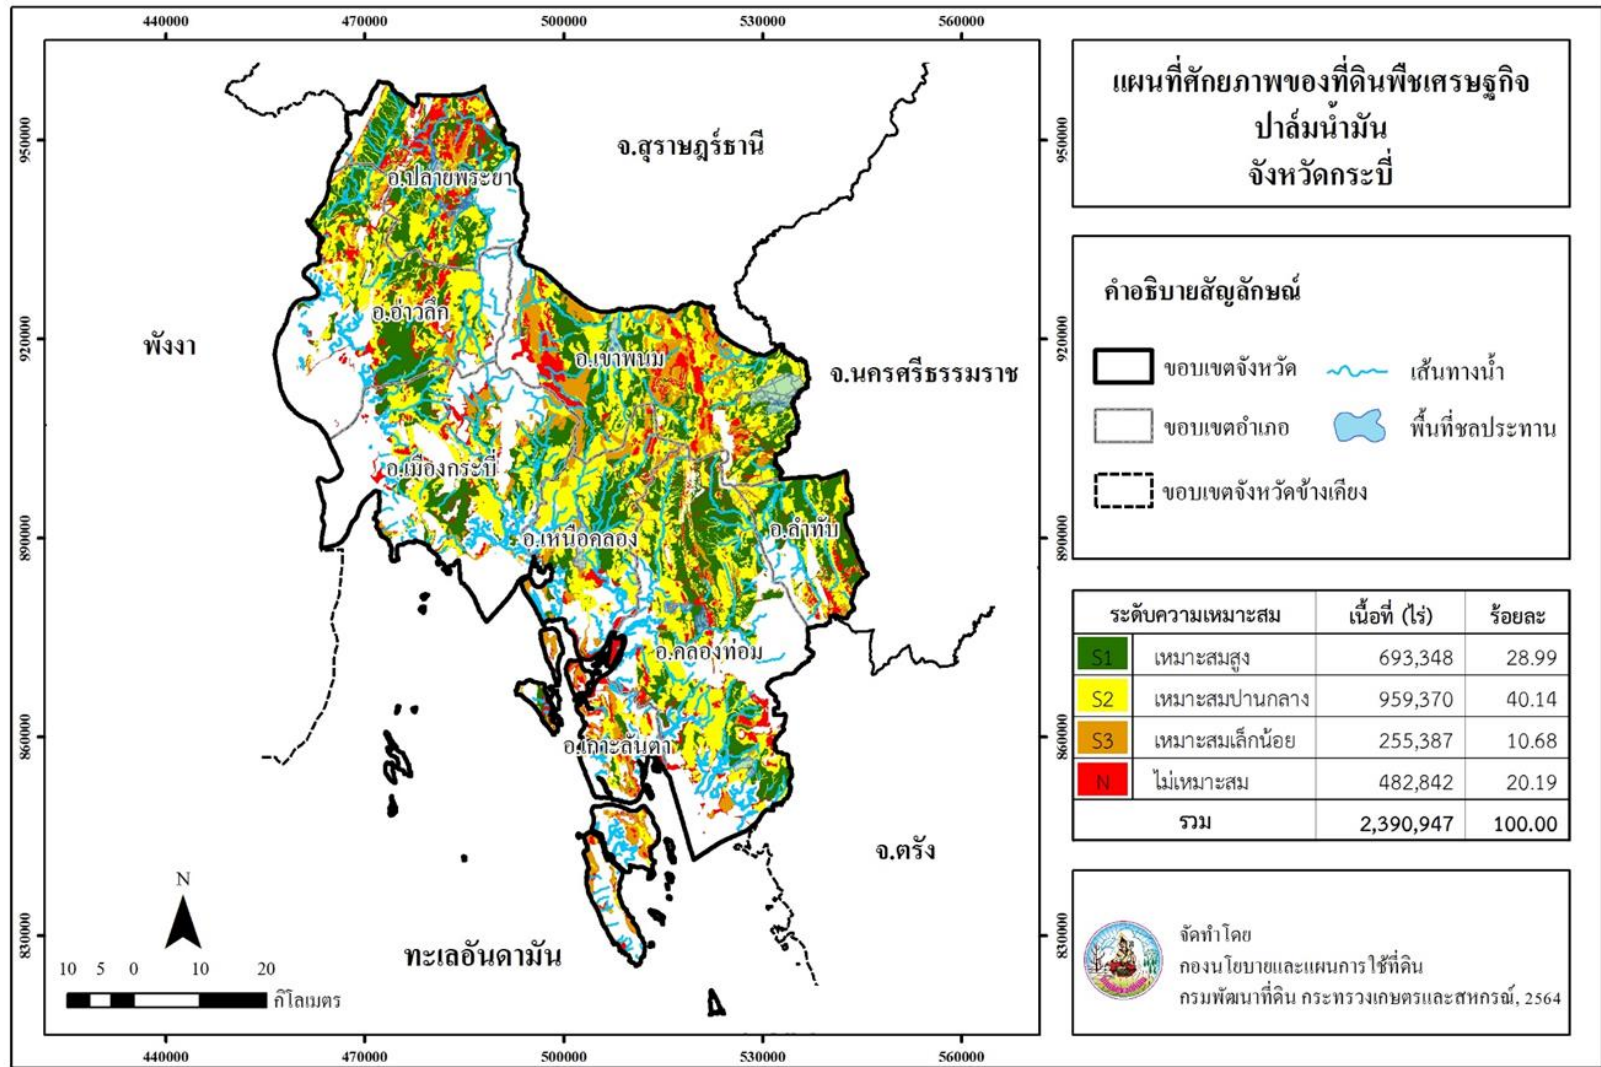 440000 470000 500000 530000 560000
แผนที่ศักยภาพของที่ดินพืชเศรษฐกิจ
ปาล์มน้ำมัน
จังหวัดกระบี่
950000
950000
จ.สุราษฎร์ธานี
อ.ปลายพระยา
อ.อ่าวลึก
920000
920000
พังงา
อ.เขาพนม
จ.นครศรีธรรมราช
อ.เมืองกระบี่
890000
890000
อ.เหนือคลอง
อ.ลำทับ
อ.คลองท่อม
860000
860000
อ.เกาะลันตา
จ.ตรัง
830000
830000
ทะเลอันดามัน
N
10 5 0 10 20
กิโลเมตร
440000 470000 500000 530000 560000
คำอธิบายสัญลักษณ์
ขอบเขตจังหวัด เส้นทางน้ำ
ขอบเขตอำเภอ พื้นที่ชลประทาน
ขอบเขตจังหวัดข้างเคียง
ระดับความเหมาะสม เนื้อที่ (ไร่) ร้อยละ
S1 เหมาะสมสูง 693,348 28.99
S2 เหมาะสมปานกลาง 959,370 40.14
S3 เหมาะสมเล็กน้อย 255,387 10.68
N ไม่เหมาะสม 482,842 20.19
รวม 2,390,947 100.00
จัดทำโดย
กองนโยบายและแผนการใช้ที่ดิน
กรมพัฒนาที่ดิน กระทรวงเกษตรและสหกรณ์, 2564